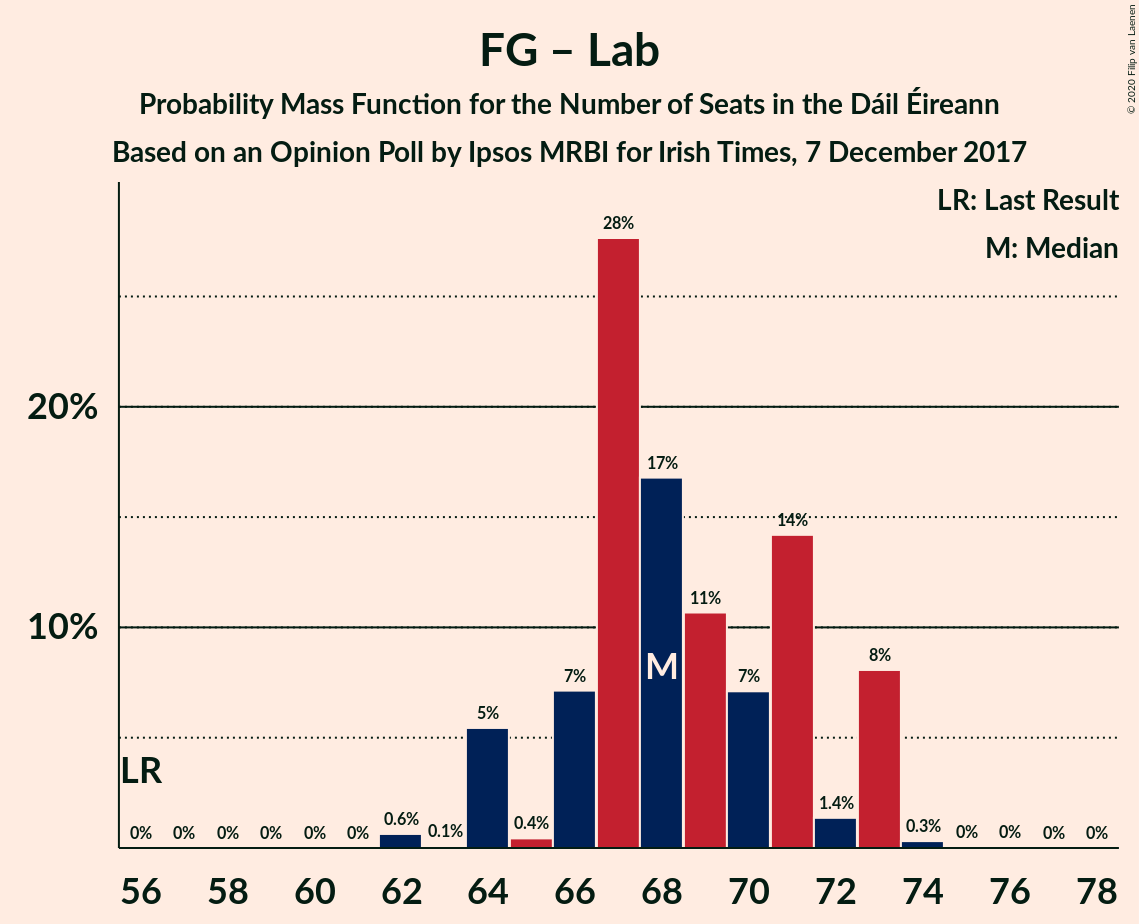 FG – Lab
Probability Mass Function for the Number of Seats in the Dáil Éireann
Based on an Opinion Poll by Ipsos MRBI for Irish Times, 7 December 2017
© 2020 Filip van Laenen
LR: Last Result
M: Median
20%
10%
LR
M
0%
0%
0%
0%
0%
0%
0.6%
0.1%
5%
0.4%
7%
28%
17%
11%
7%
14%
1.4%
8%
0.3%
0%
0%
0%
0%
56 58 60 62 64 66 68 70 72 74 76 78